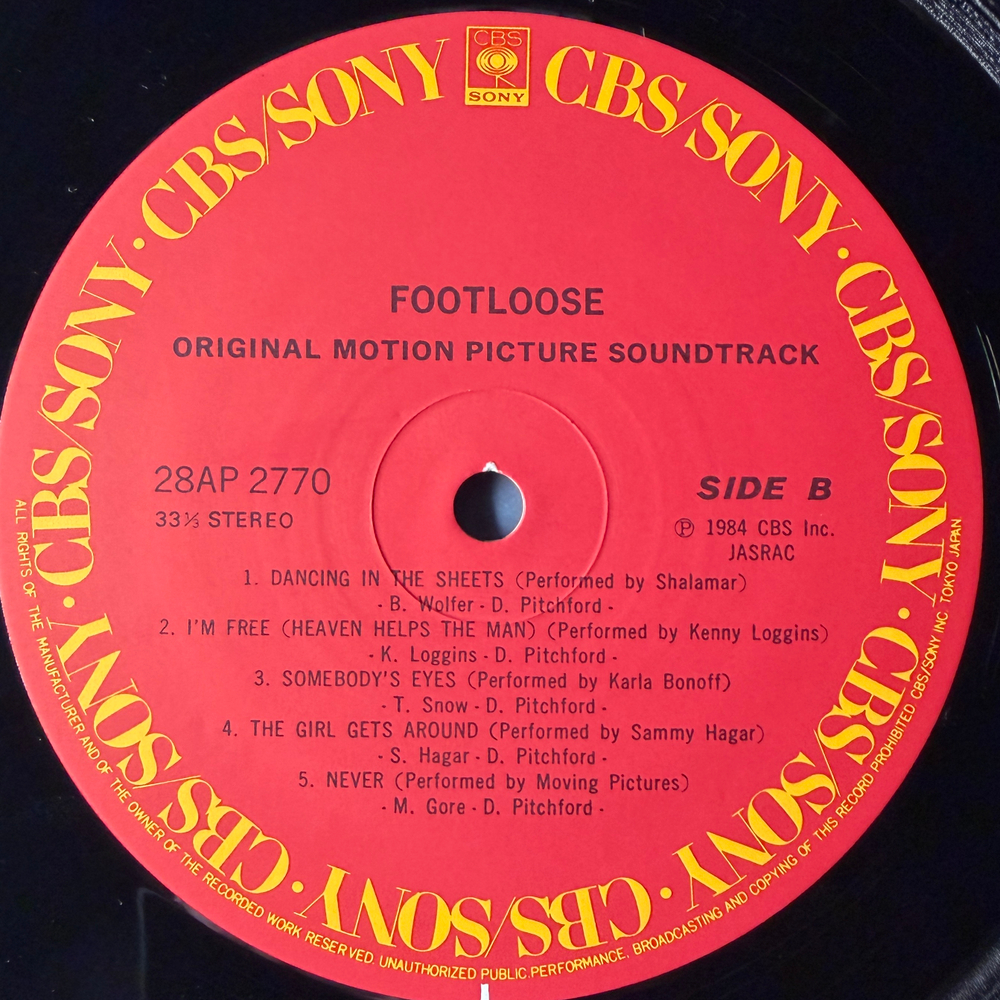 CBS
SONY
CBS/SONY · CBS/SONY · CBS/SONY · CBS/SONY · CBS/SONY · CBS/SONY · CBS/SONY · CBS/SONY
FOOTLOOSE
ORIGINAL MOTION PICTURE SOUNDTRACK
28AP 2770
33⅓ STEREO
SIDE B
Ⓟ 1984 CBS Inc.
JASRAC
1. DANCING IN THE SHEETS (Performed by Shalamar)
- B. Wolfer - D. Pitchford -
2. I'M FREE (HEAVEN HELPS THE MAN) (Performed by Kenny Loggins)
- K. Loggins - D. Pitchford -
3. SOMEBODY'S EYES (Performed by Karla Bonoff)
- T. Snow - D. Pitchford -
4. THE GIRL GETS AROUND (Performed by Sammy Hagar)
- S. Hagar - D. Pitchford -
5. NEVER (Performed by Moving Pictures)
- M. Gore - D. Pitchford -
ALL RIGHTS OF THE MANUFACTURER AND OF THE OWNER OF THE RECORDED WORK RESERVED. UNAUTHORIZED PUBLIC PERFORMANCE, BROADCASTING AND COPYING OF THIS RECORD PROHIBITED CBS/SONY INC. TOKYO JAPAN